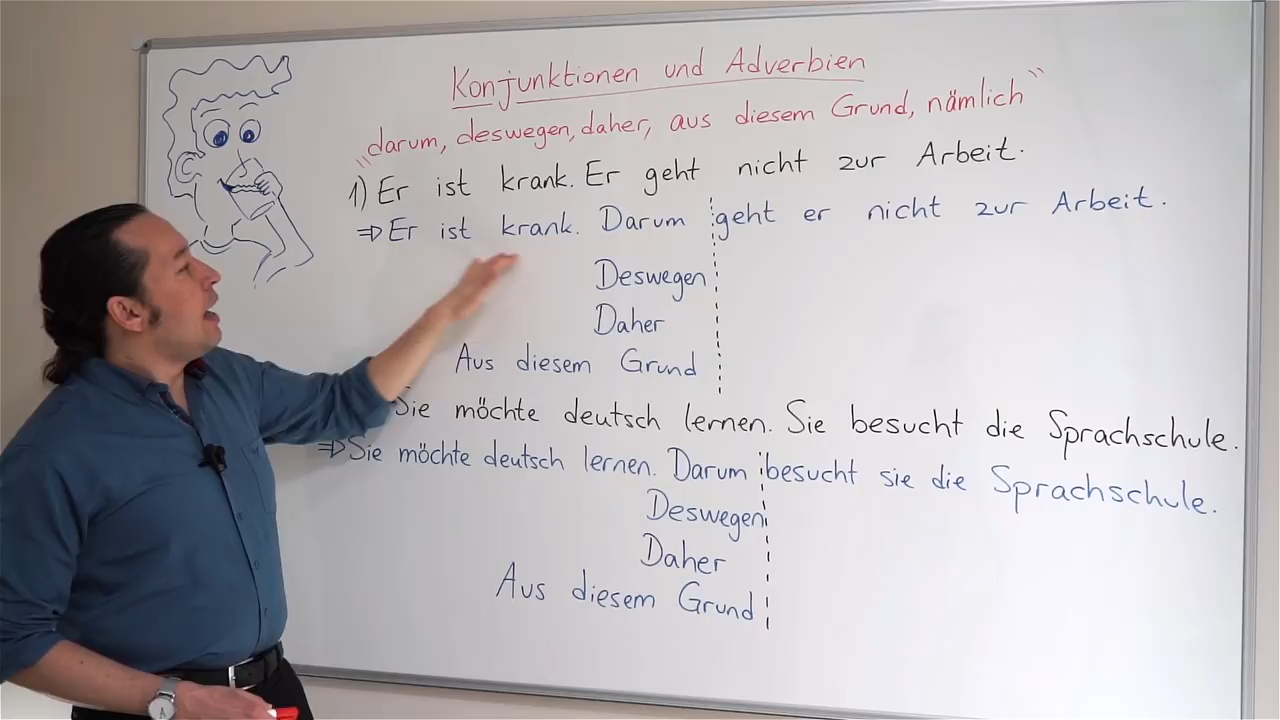 Konjunktionen und Adverbien
"darum, deswegen, daher, aus diesem Grund, nämlich"
1) Er ist krank. Er geht nicht zur Arbeit.
⇒ Er ist krank. Darum geht er nicht zur Arbeit.
Deswegen
Daher
Aus diesem Grund
Sie möchte deutsch lernen. Sie besucht die Sprachschule.
⇒ Sie möchte deutsch lernen. Darum besucht sie die Sprachschule.
Deswegen
Daher
Aus diesem Grund